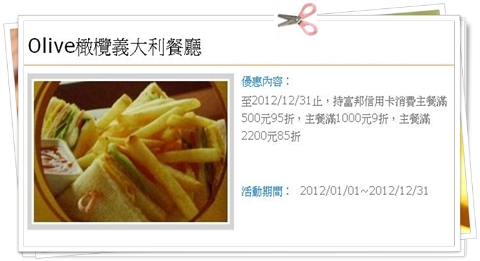 Olive橄欖義大利餐廳
優惠內容：
至2012/12/31止，持富邦信用卡消費主餐滿
500元95折，主餐滿1000元9折，主餐滿
2200元85折
活動期間： 2012/01/01~2012/12/31